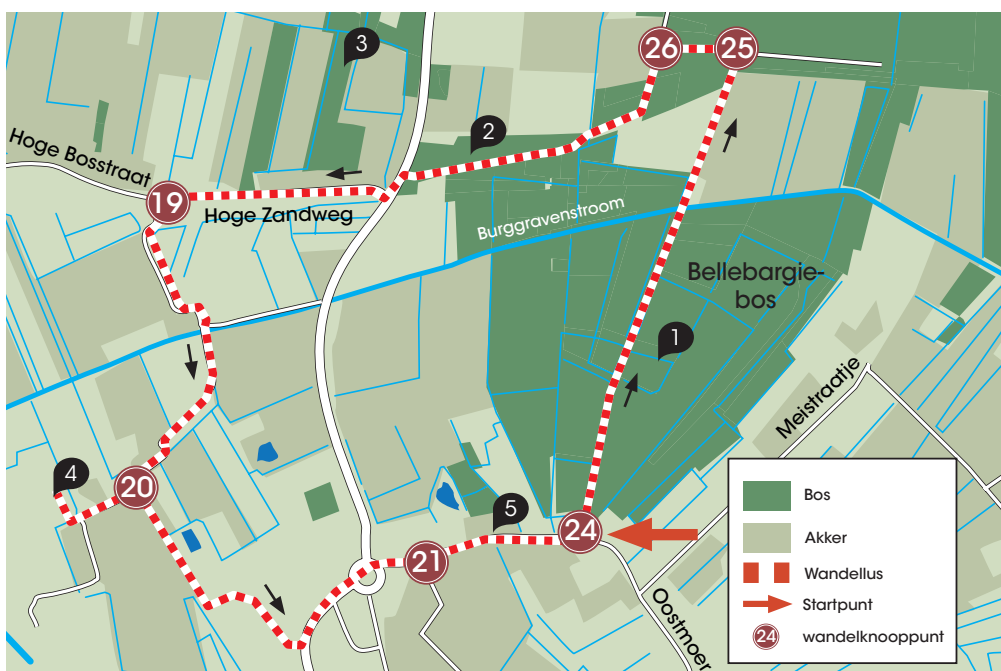 3
26
25
2
Hoge Bosstraat
19
Hoge Zandweg
Burggravenstroom
Bellebargie-
bos
1
Meistraatje
4
20
5
24
21
Oostmoer
Bos
Akker
Wandellus
Startpunt
24
wandelknooppunt